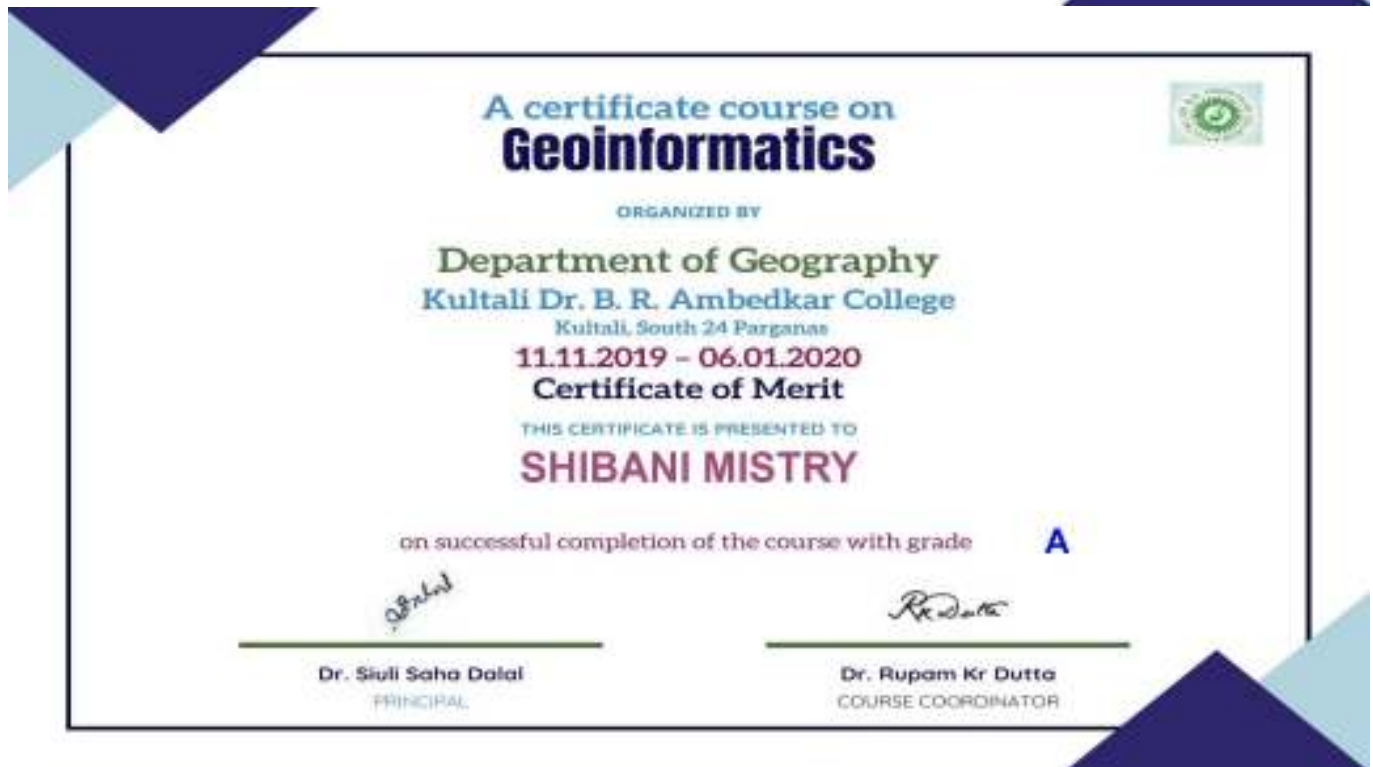 A certificate course on
Geoinformatics
ORGANIZED BY
Department of Geography
Kultali Dr. B. R. Ambedkar College
Kultali, South 24 Parganas
11.11.2019 – 06.01.2020
Certificate of Merit
THIS CERTIFICATE IS PRESENTED TO
SHIBANI MISTRY
on successful completion of the course with grade A
RK Dutta
Dr. Siuli Saha Dalal
PRINCIPAL
Dr. Rupam Kr Dutta
COURSE COORDINATOR